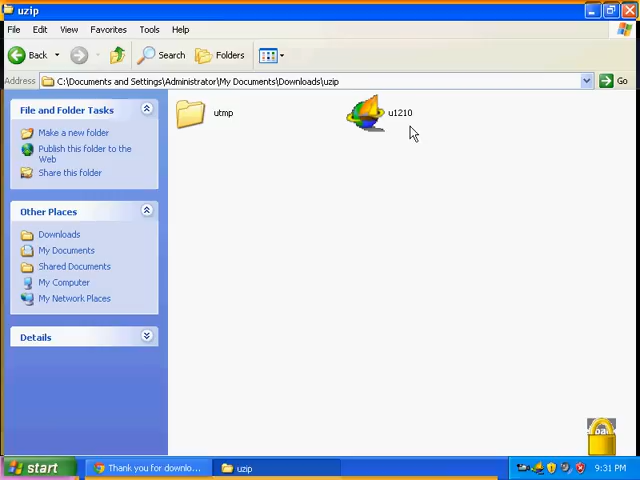 uzip
File Edit View Favorites Tools Help
Back Search Folders
Address C:\Documents and Settings\Administrator\My Documents\Downloads\uzip Go
File and Folder Tasks
Make a new folder
Publish this folder to the
Web
Share this folder
Other Places
Downloads
My Documents
Shared Documents
My Computer
My Network Places
Details
utmp
u1210
start
Thank you for downlo...
uzip
9:31 PM